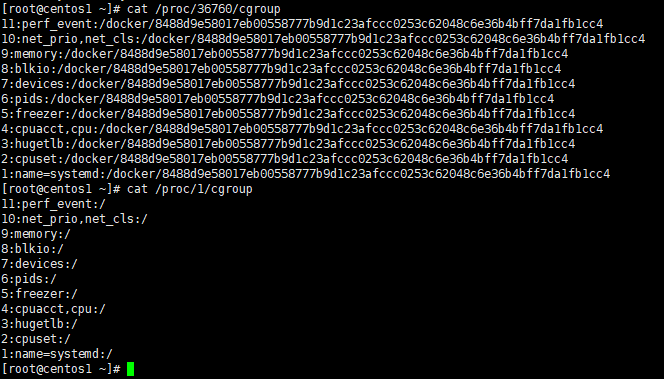 [root@centos1 ~]# cat /proc/36760/cgroup
11:perf_event:/docker/8488d9e58017eb00558777b9d1c23afccc0253c62048c6e36b4bff7da1fb1cc4
10:net_prio,net_cls:/docker/8488d9e58017eb00558777b9d1c23afccc0253c62048c6e36b4bff7da1fb1cc4
9:memory:/docker/8488d9e58017eb00558777b9d1c23afccc0253c62048c6e36b4bff7da1fb1cc4
8:blkio:/docker/8488d9e58017eb00558777b9d1c23afccc0253c62048c6e36b4bff7da1fb1cc4
7:devices:/docker/8488d9e58017eb00558777b9d1c23afccc0253c62048c6e36b4bff7da1fb1cc4
6:pids:/docker/8488d9e58017eb00558777b9d1c23afccc0253c62048c6e36b4bff7da1fb1cc4
5:freezer:/docker/8488d9e58017eb00558777b9d1c23afccc0253c62048c6e36b4bff7da1fb1cc4
4:cpuacct,cpu:/docker/8488d9e58017eb00558777b9d1c23afccc0253c62048c6e36b4bff7da1fb1cc4
3:hugetlb:/docker/8488d9e58017eb00558777b9d1c23afccc0253c62048c6e36b4bff7da1fb1cc4
2:cpuset:/docker/8488d9e58017eb00558777b9d1c23afccc0253c62048c6e36b4bff7da1fb1cc4
1:name=systemd:/docker/8488d9e58017eb00558777b9d1c23afccc0253c62048c6e36b4bff7da1fb1cc4
[root@centos1 ~]# cat /proc/1/cgroup
11:perf_event:/
10:net_prio,net_cls:/
9:memory:/
8:blkio:/
7:devices:/
6:pids:/
5:freezer:/
4:cpuacct,cpu:/
3:hugetlb:/
2:cpuset:/
1:name=systemd:/
[root@centos1 ~]#